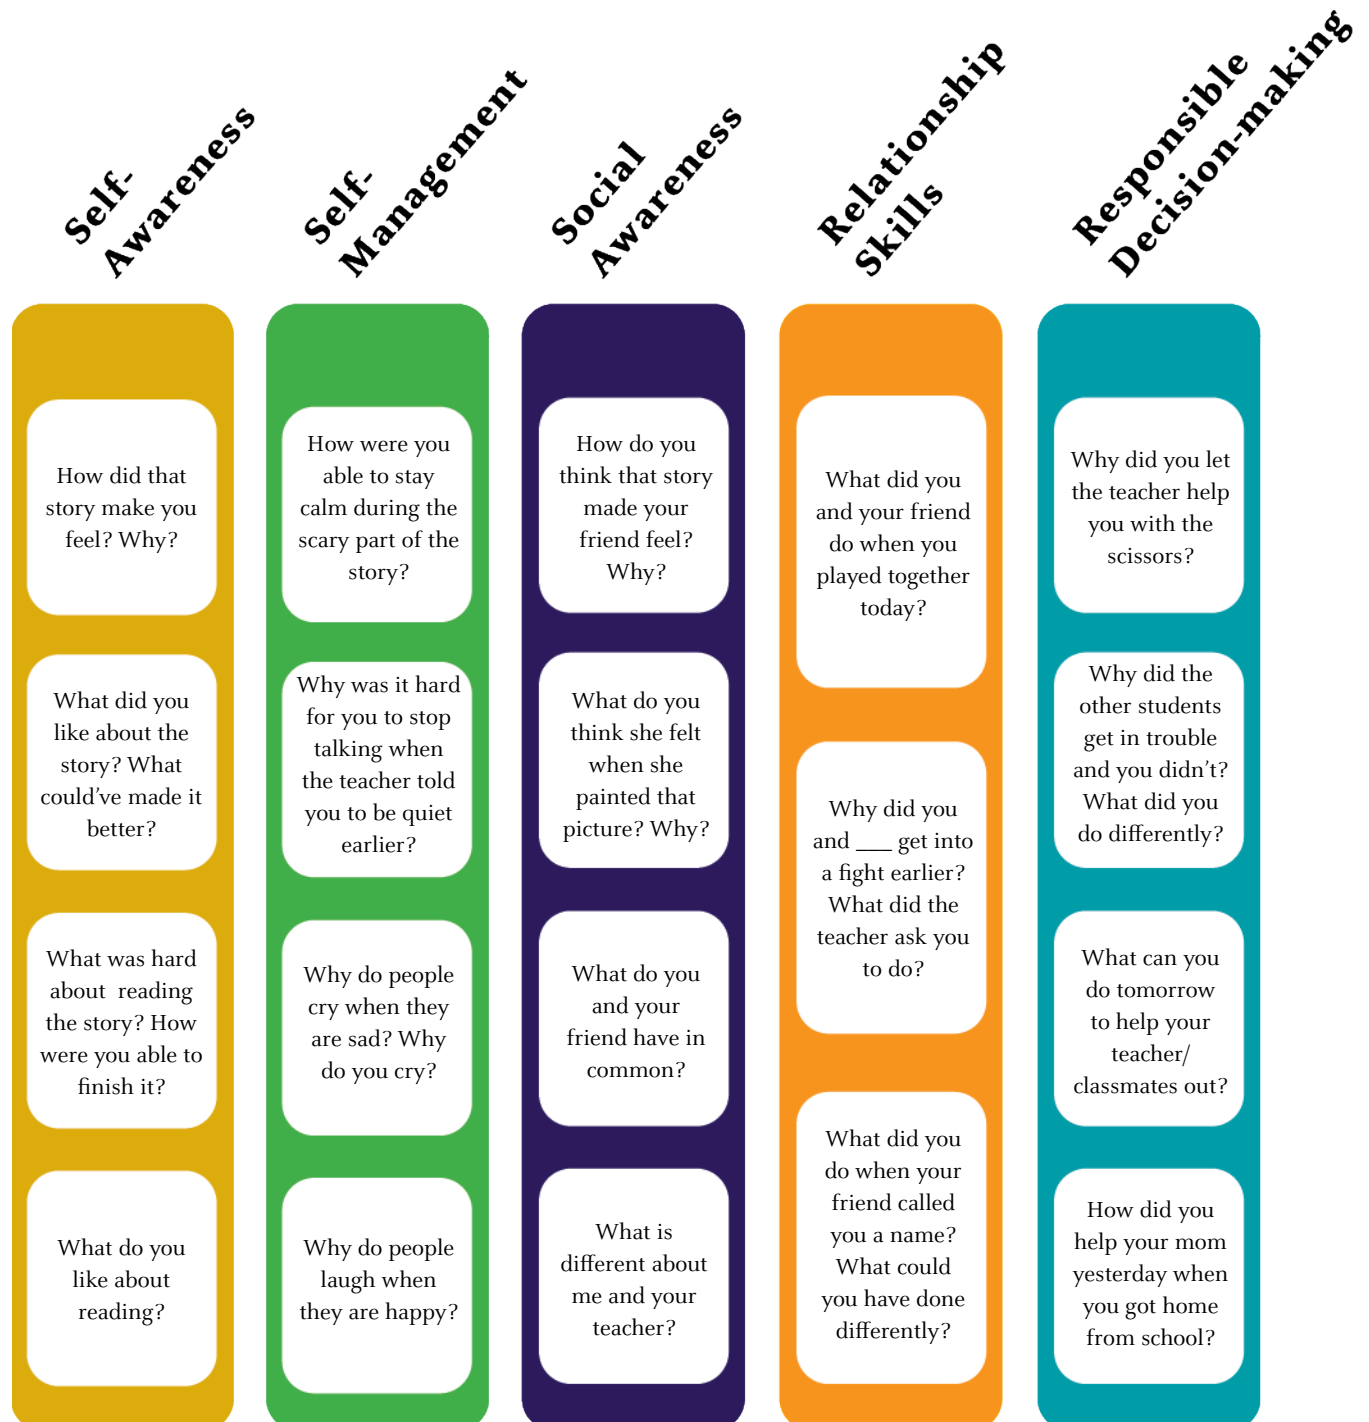 Self-
Awareness
Self-
Management
Social
Awareness
Relationship
Skills
Responsible
Decision-making
How did that
story make you
feel? Why?
What did you
like about the
story? What
could've made it
better?
What was hard
about reading
the story? How
were you able to
finish it?
What do you
like about
reading?
How were you
able to stay
calm during the
scary part of the
story?
Why was it hard
for you to stop
talking when
the teacher told
you to be quiet
earlier?
Why do people
cry when they
are sad? Why
do you cry?
Why do people
laugh when
they are happy?
How do you
think that story
made your
friend feel?
Why?
What do you
think she felt
when she
painted that
picture? Why?
What do you
and your
friend have in
common?
What is
different about
me and your
teacher?
What did you
and your friend
do when you
played together
today?
Why did you
and ___ get into
a fight earlier?
What did the
teacher ask you
to do?
What did you
do when your
friend called
you a name?
What could
you have done
differently?
Why did you let
the teacher help
you with the
scissors?
Why did the
other students
get in trouble
and you didn't?
What did you
do differently?
What can you
do tomorrow
to help your
teacher/
classmates out?
How did you
help your mom
yesterday when
you got home
from school?